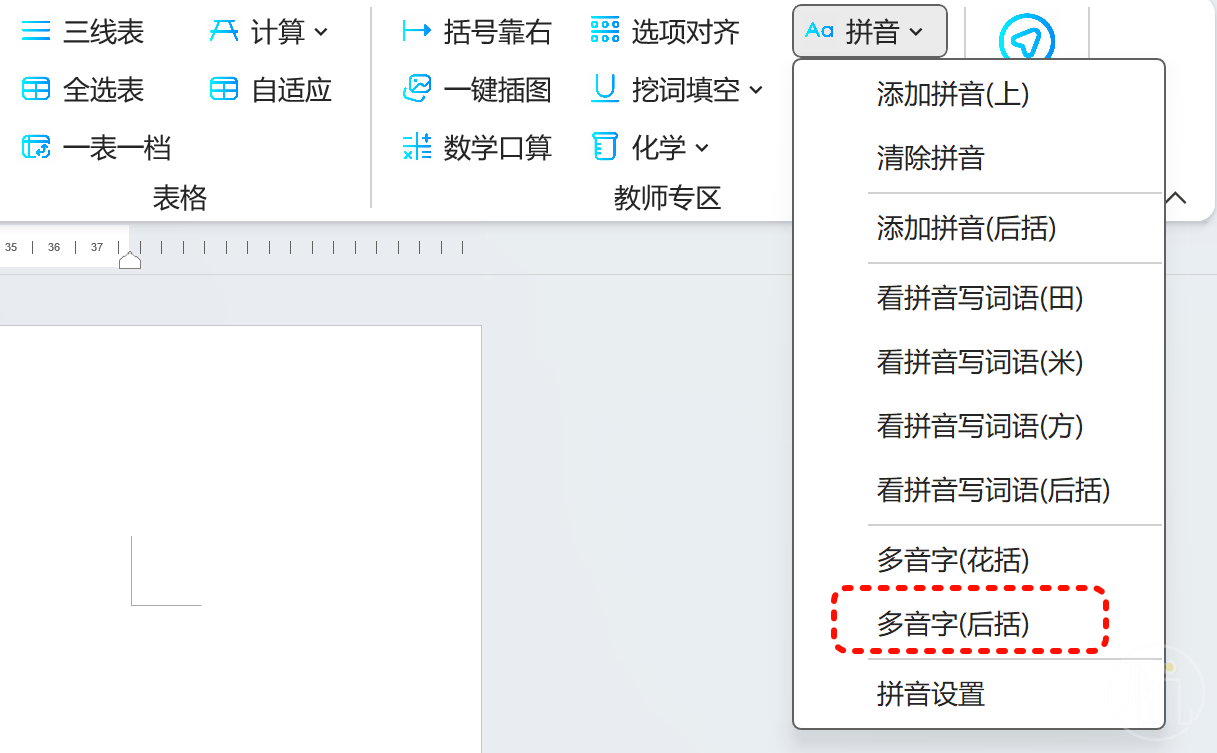 三线表 计算 括号靠右 选项对齐 Aa 拼音
全选表 自适应 一键插图 挖词填空
一表一档 数学口算 化学
表格 教师专区
35 36 37
添加拼音(上)
清除拼音
添加拼音(后括)
看拼音写词语(田)
看拼音写词语(米)
看拼音写词语(方)
看拼音写词语(后括)
多音字(花括)
多音字(后括)
拼音设置